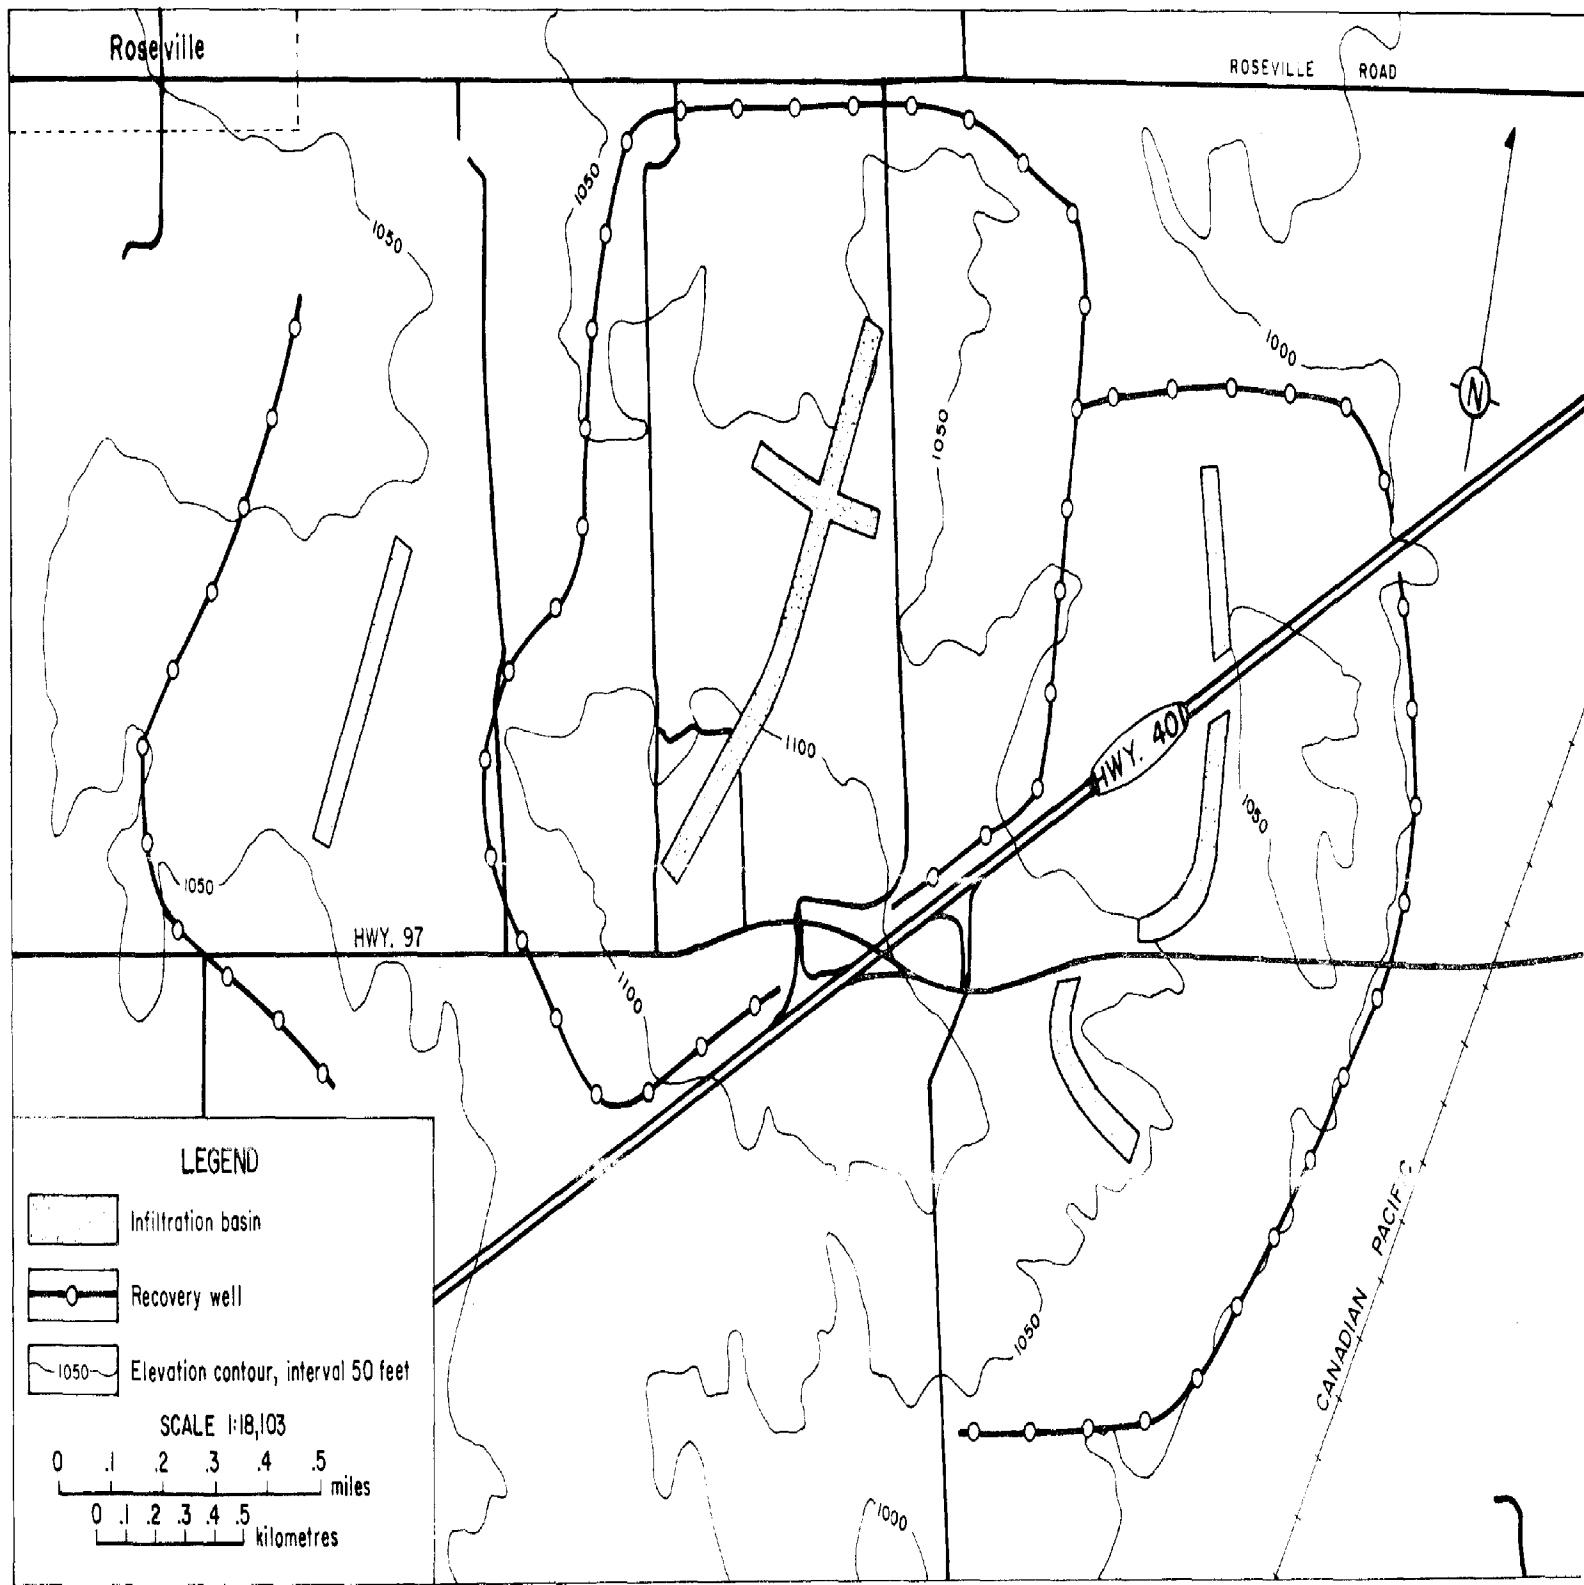 Roseville
ROSEVILLE ROAD
1050
1050
1000
N
1050
HWY. 401
1100
1050
1050
HWY. 97
1100
1050
CANADIAN PACIFIC
1000
LEGEND
Infiltration basin
Recovery well
1050 Elevation contour, interval 50 feet
SCALE 1:18,103
0 .1 .2 .3 .4 .5 miles
0 .1 .2 .3 .4 .5 kilometres